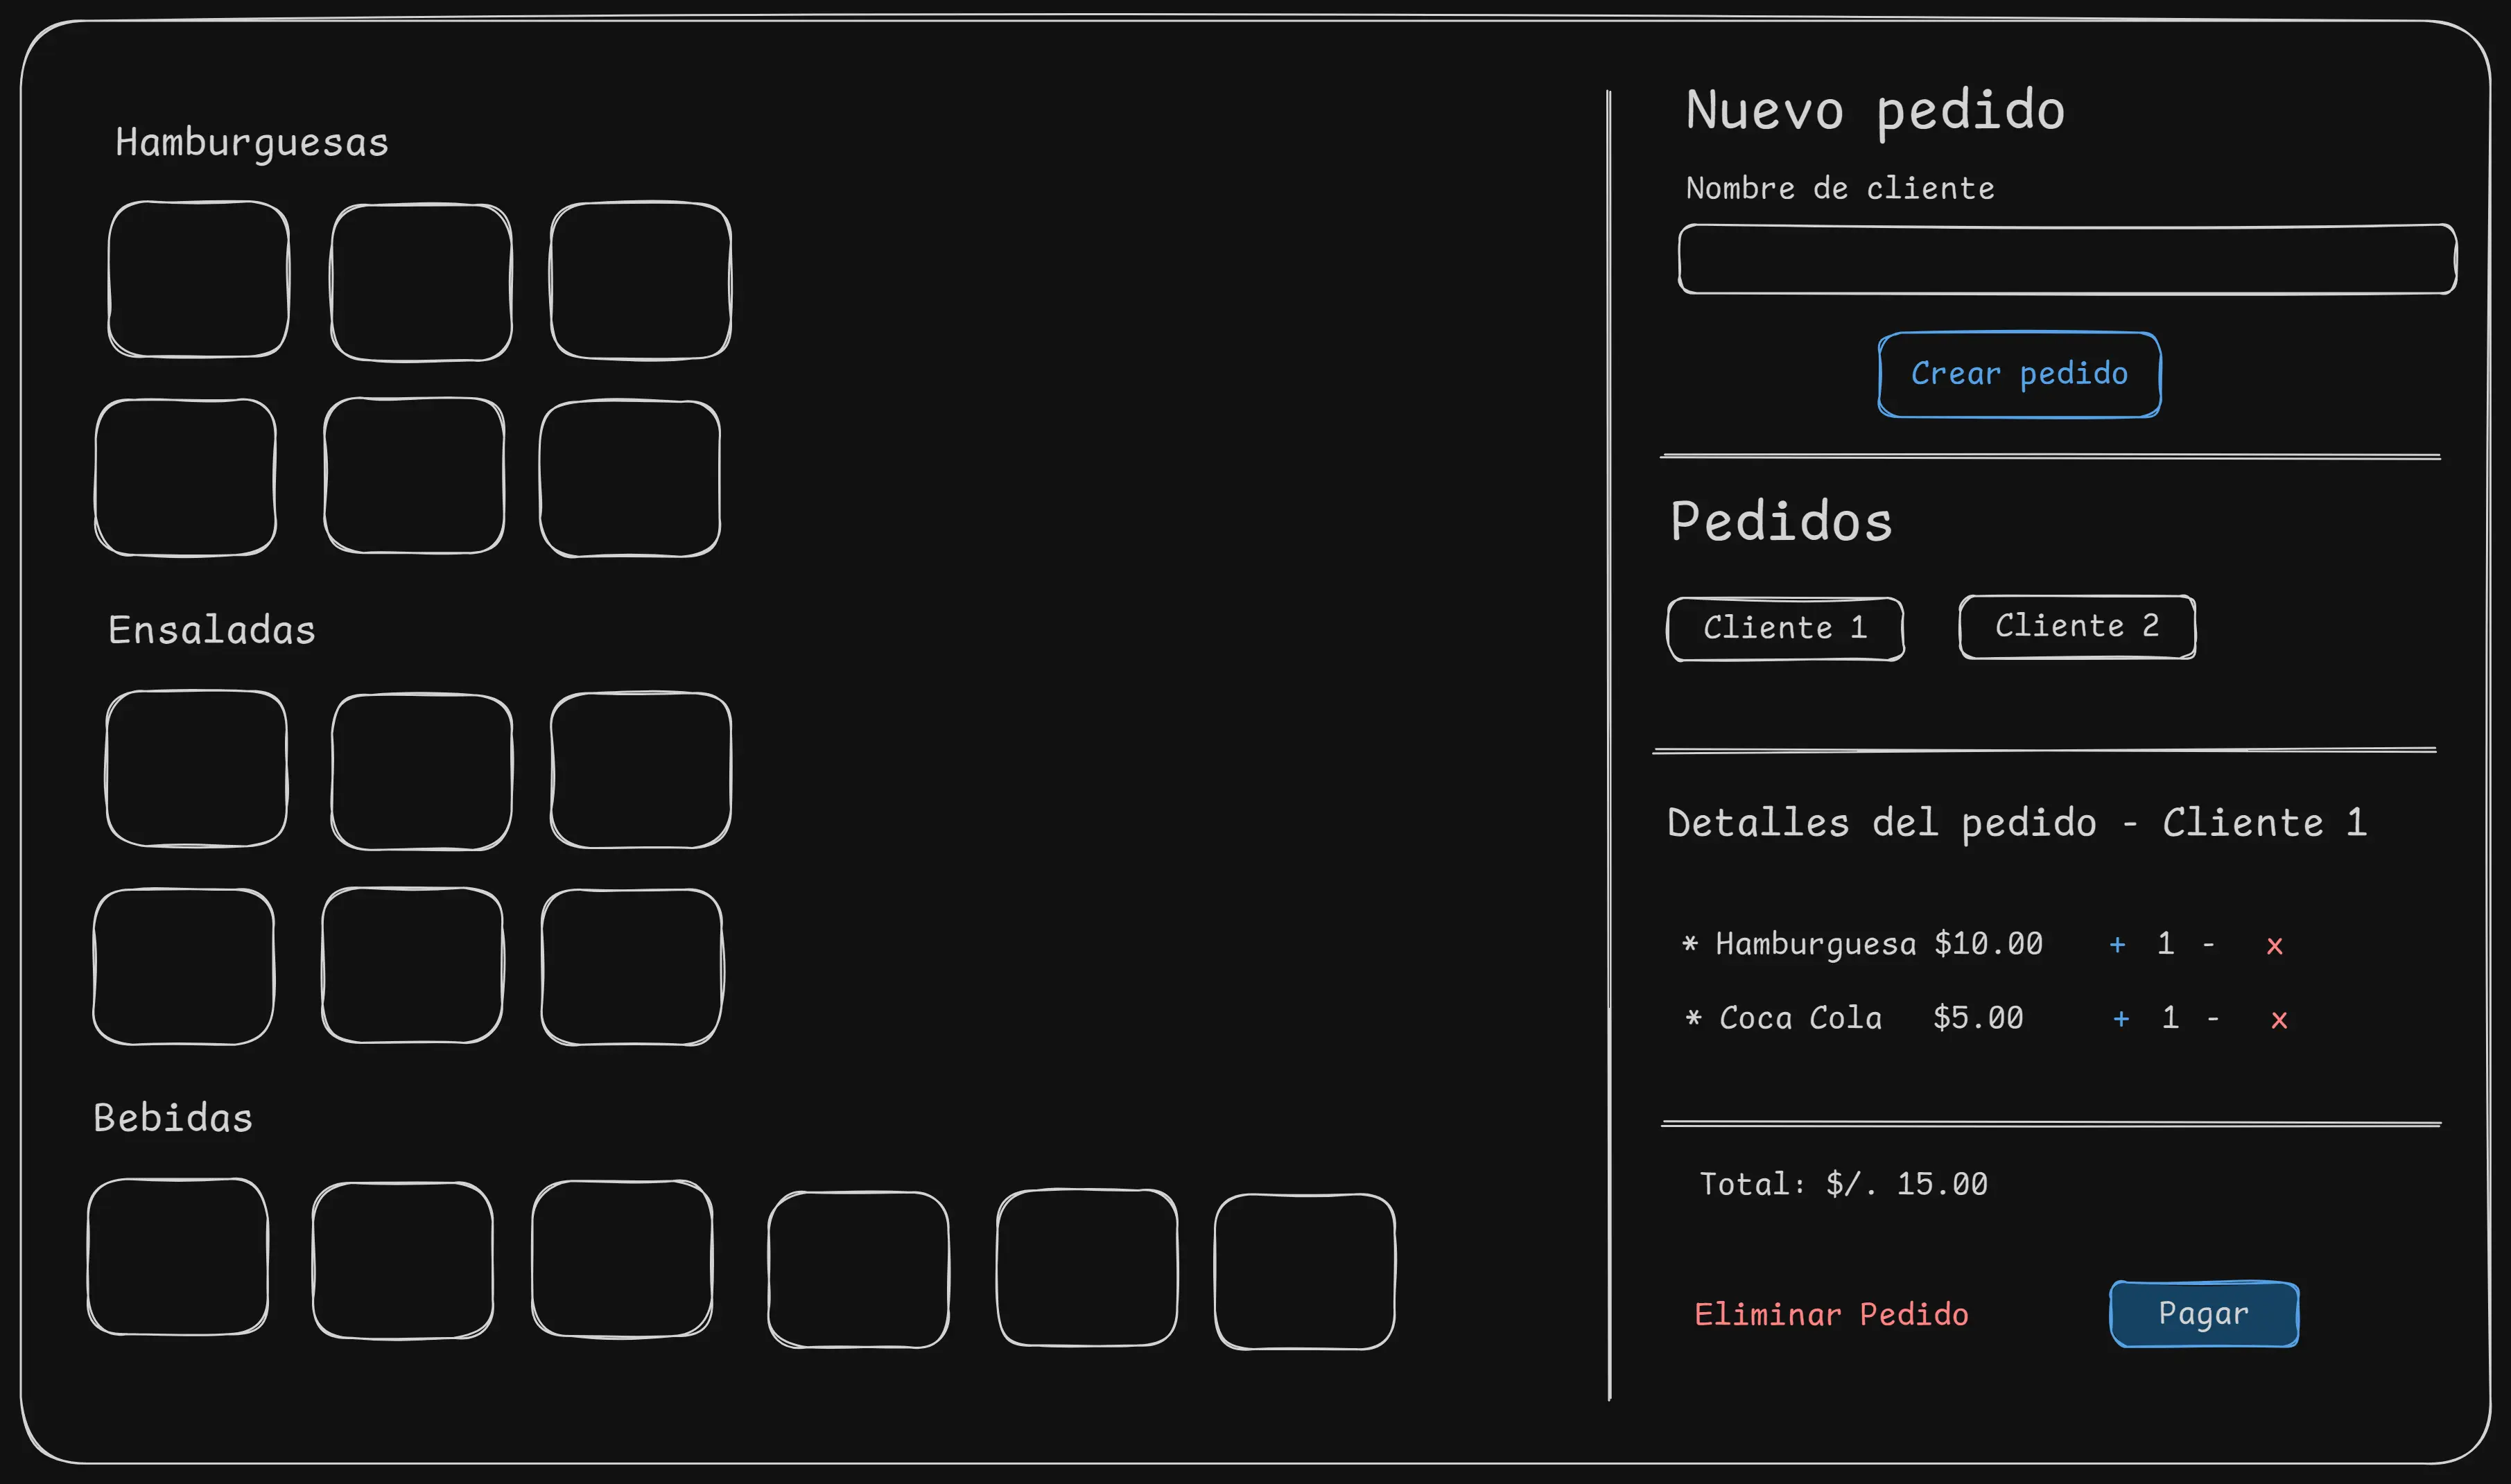 Hamburguesas
Ensaladas
Bebidas
Nuevo pedido
Nombre de cliente
Crear pedido
Pedidos
Cliente 1
Cliente 2
Detalles del pedido - Cliente 1
* Hamburguesa $10.00 + 1 - x
* Coca Cola $5.00 + 1 - x
Total: $/. 15.00
Eliminar Pedido
Pagar